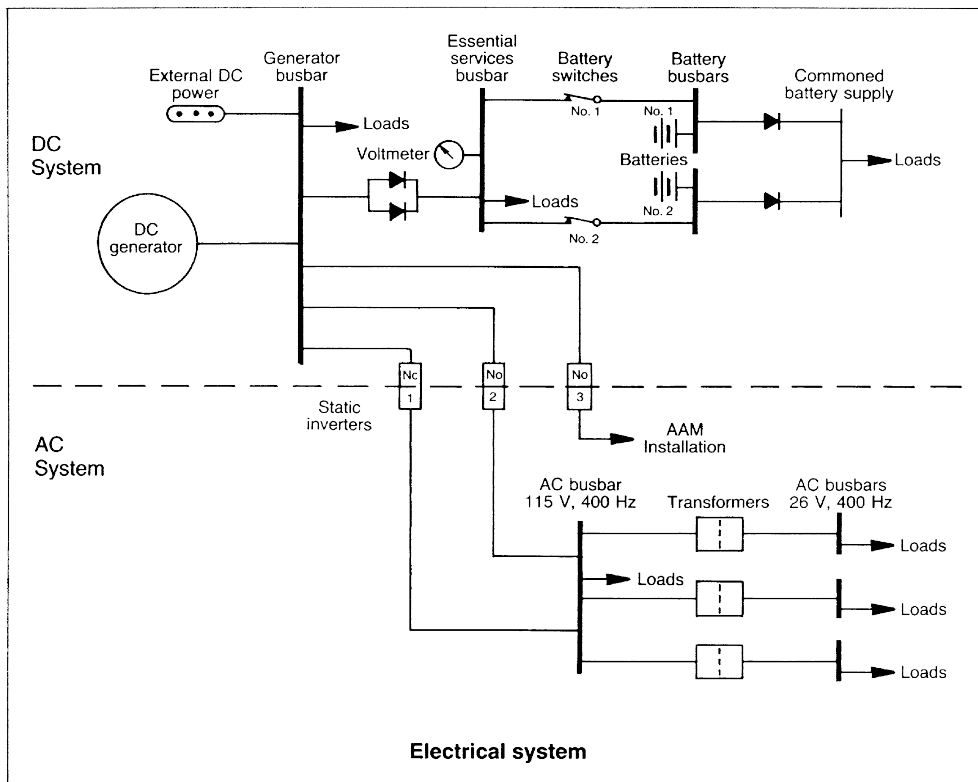 External DC
power
Generator
busbar
Essential
services
busbar
Battery
switches
Battery
busbars
Commoned
battery supply
DC
System
Loads
Voltmeter
No. 1
No. 1
Batteries
Loads
Loads
No. 2
No. 2
DC
generator
Nc
1
No
2
No
3
Static
inverters
AC
System
AAM
Installation
AC busbar
115 V, 400 Hz
Transformers
AC busbars
26 V, 400 Hz
Loads
Loads
Loads
Loads
Electrical system